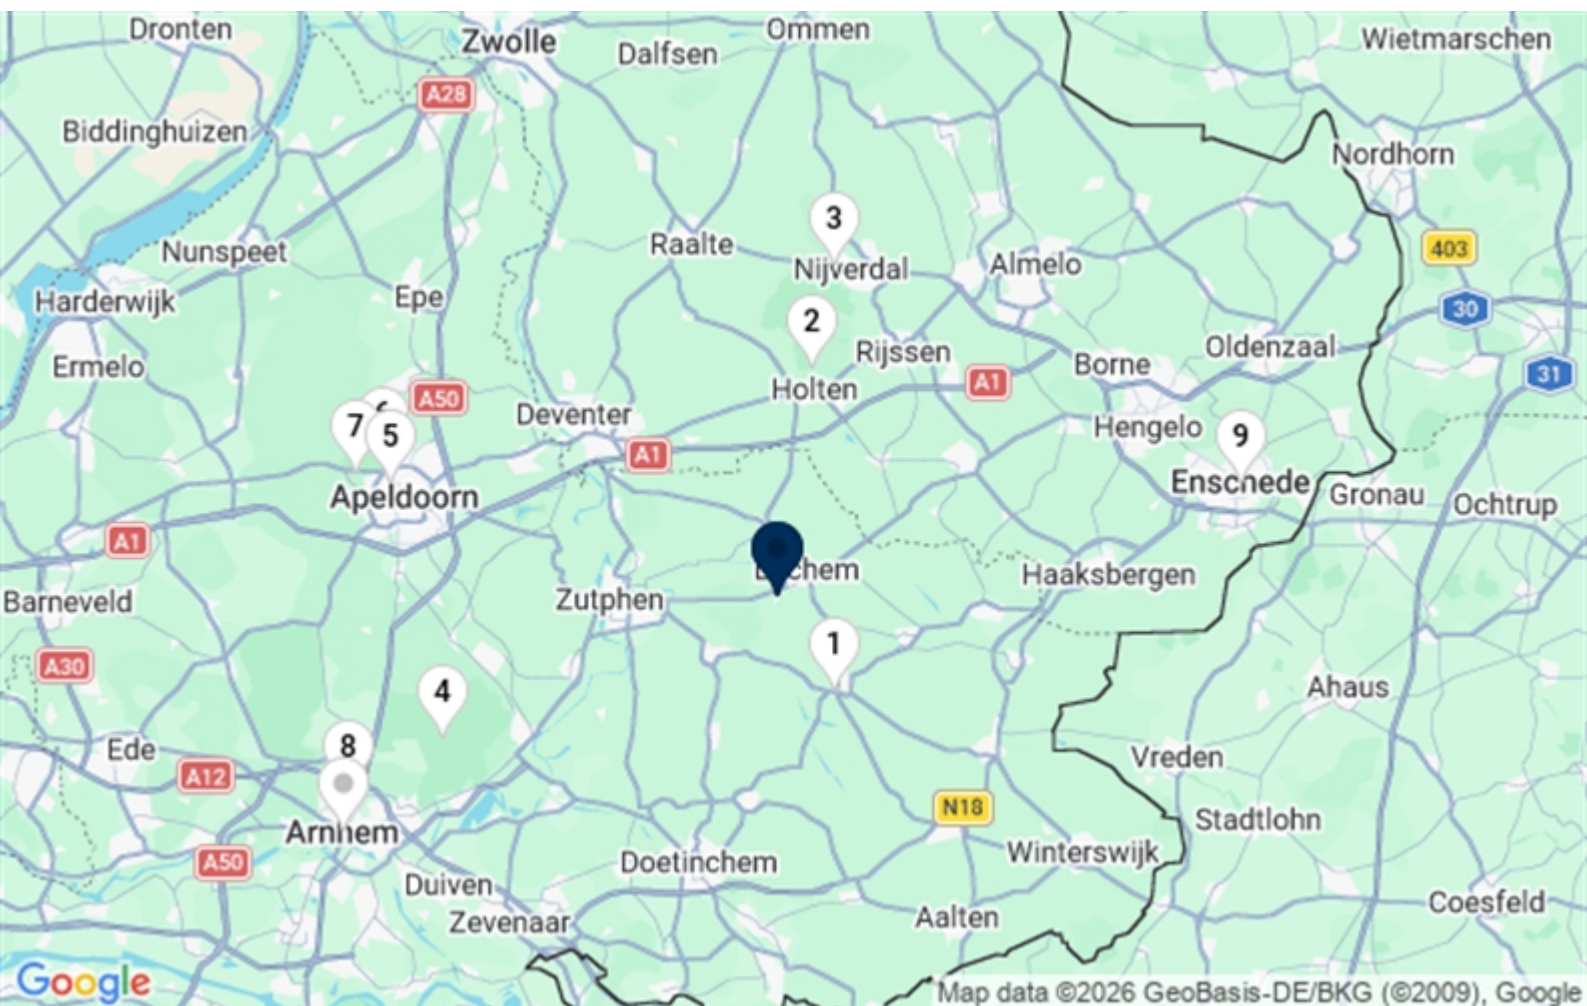 Dronten
Zwolle
Dalfsen
Ommen
Wietmarschen
A28
Biddinghuizen
Nordhorn
3
Nunspeet
Raalte
403
Nijverdal
Almelo
Harderwijk
Epe
30
2
Ermelo
Rijssen
Oldenzaal
Borne
31
Holten
A1
A50
6
7
5
Deventer
Hengelo
9
A1
Apeldoorn
Enschede
Gronau
Ochtrup
A1
Haaksbergen
Barneveld
Zutphen
1
A30
4
Ahaus
Ede
8
A12
Vreden
N18
Stadtlohn
Arnhem
A50
Doetinchem
Winterswijk
Duiven
Zevenaar
Aalten
Coesfeld
Google
Map data ©2026 GeoBasis-DE/BKG (©2009), Google